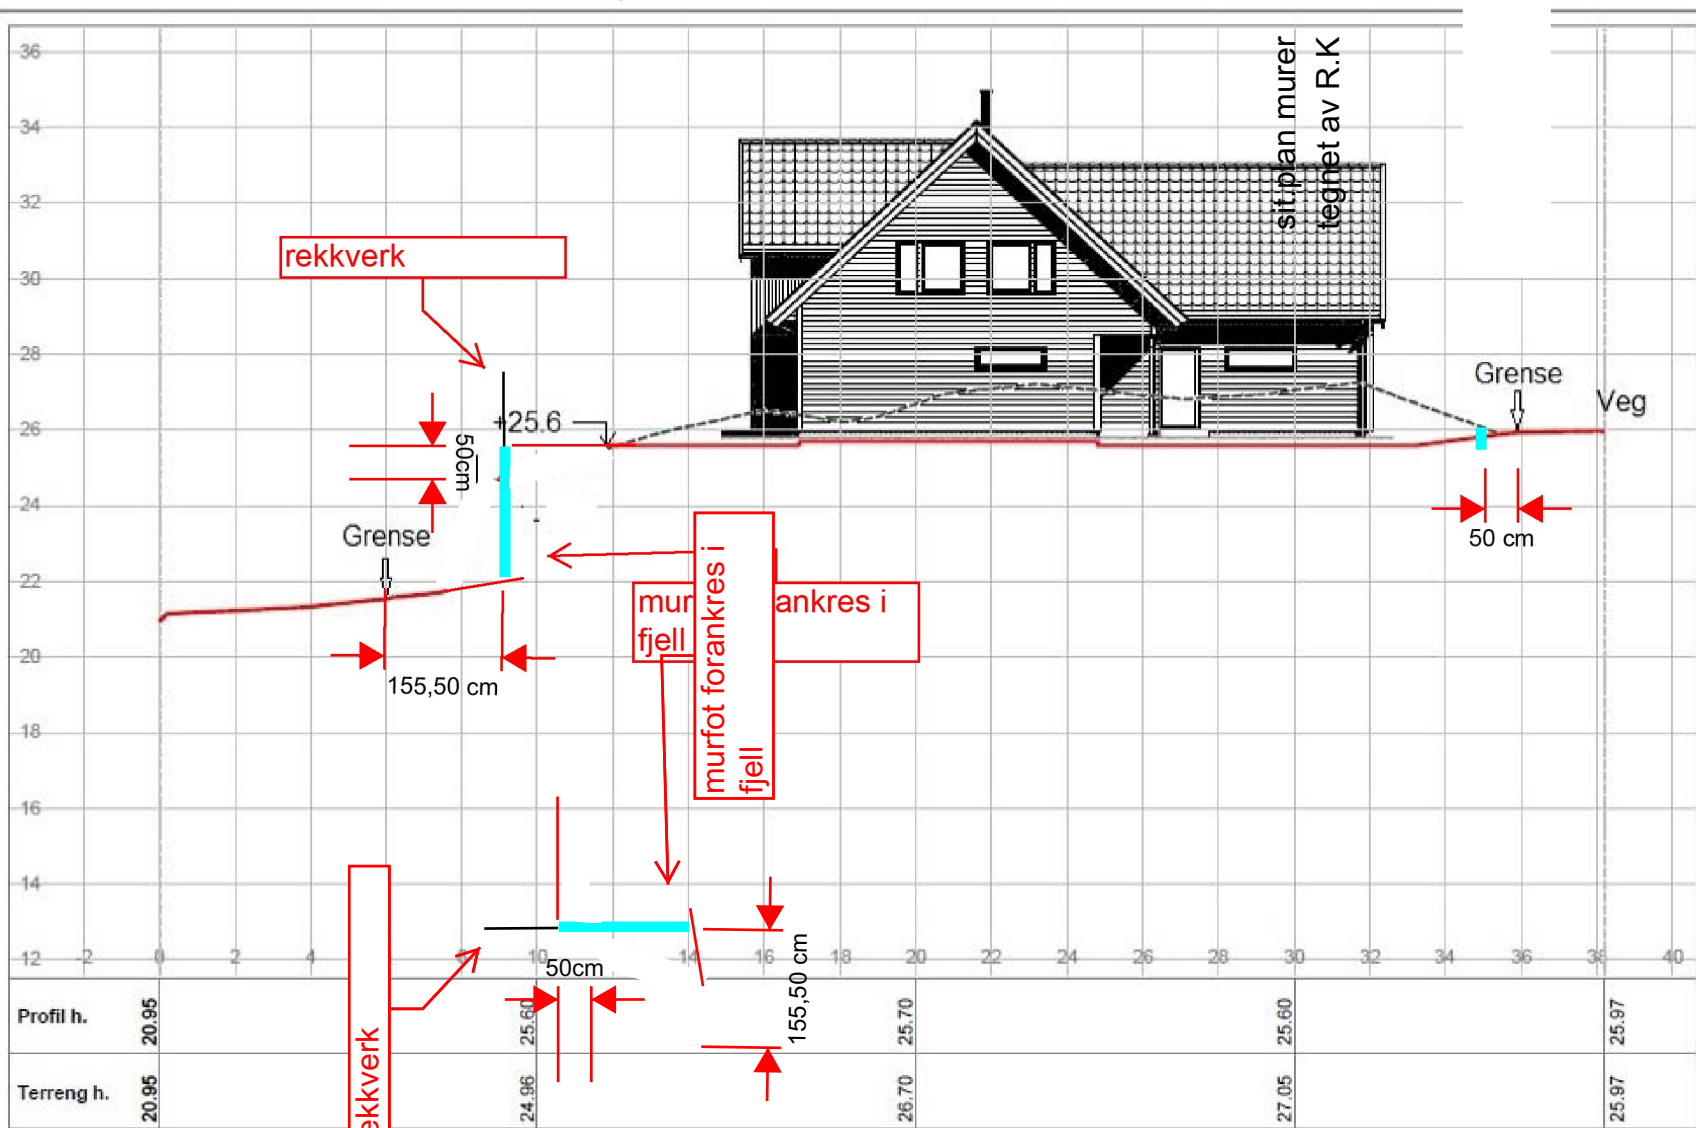 36
34
32
30
28
26
24
22
20
18
16
14
12
sit.plan murer
tegnet av R.K
rekkverk
+25.6
50cm
Grense
155,50 cm
Grense
Veg
50 cm
mur
ankres i
fjell
murfot forankres i
fjell
50cm
155,50 cm
ekkverk
-2 0 2 4 8 10 14 16 18 20 22 24 26 28 30 32 34 36 38 40
Profil h. 20.95 25.60 25.70 25.60 25.97
Terreng h. 20.95 24.96 26.70 27.05 25.97